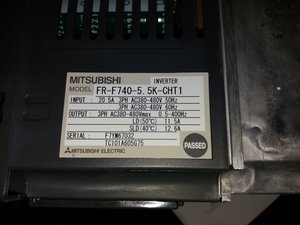 MITSUBISHI INVERTER
MODEL FR-F740-5.5K-CHT1
INPUT : 20.5A 3PH AC380-480V 50Hz
3PH AC380-480V 60Hz
OUTPUT : 3PH AC380-480Vmax 0.5-400Hz
LD(50°C) 11.5A
SLD(40°C) 12.6A
SERIAL : F7YW67032
TC101A605G75
PASSED
MITSUBISHI ELECTRIC